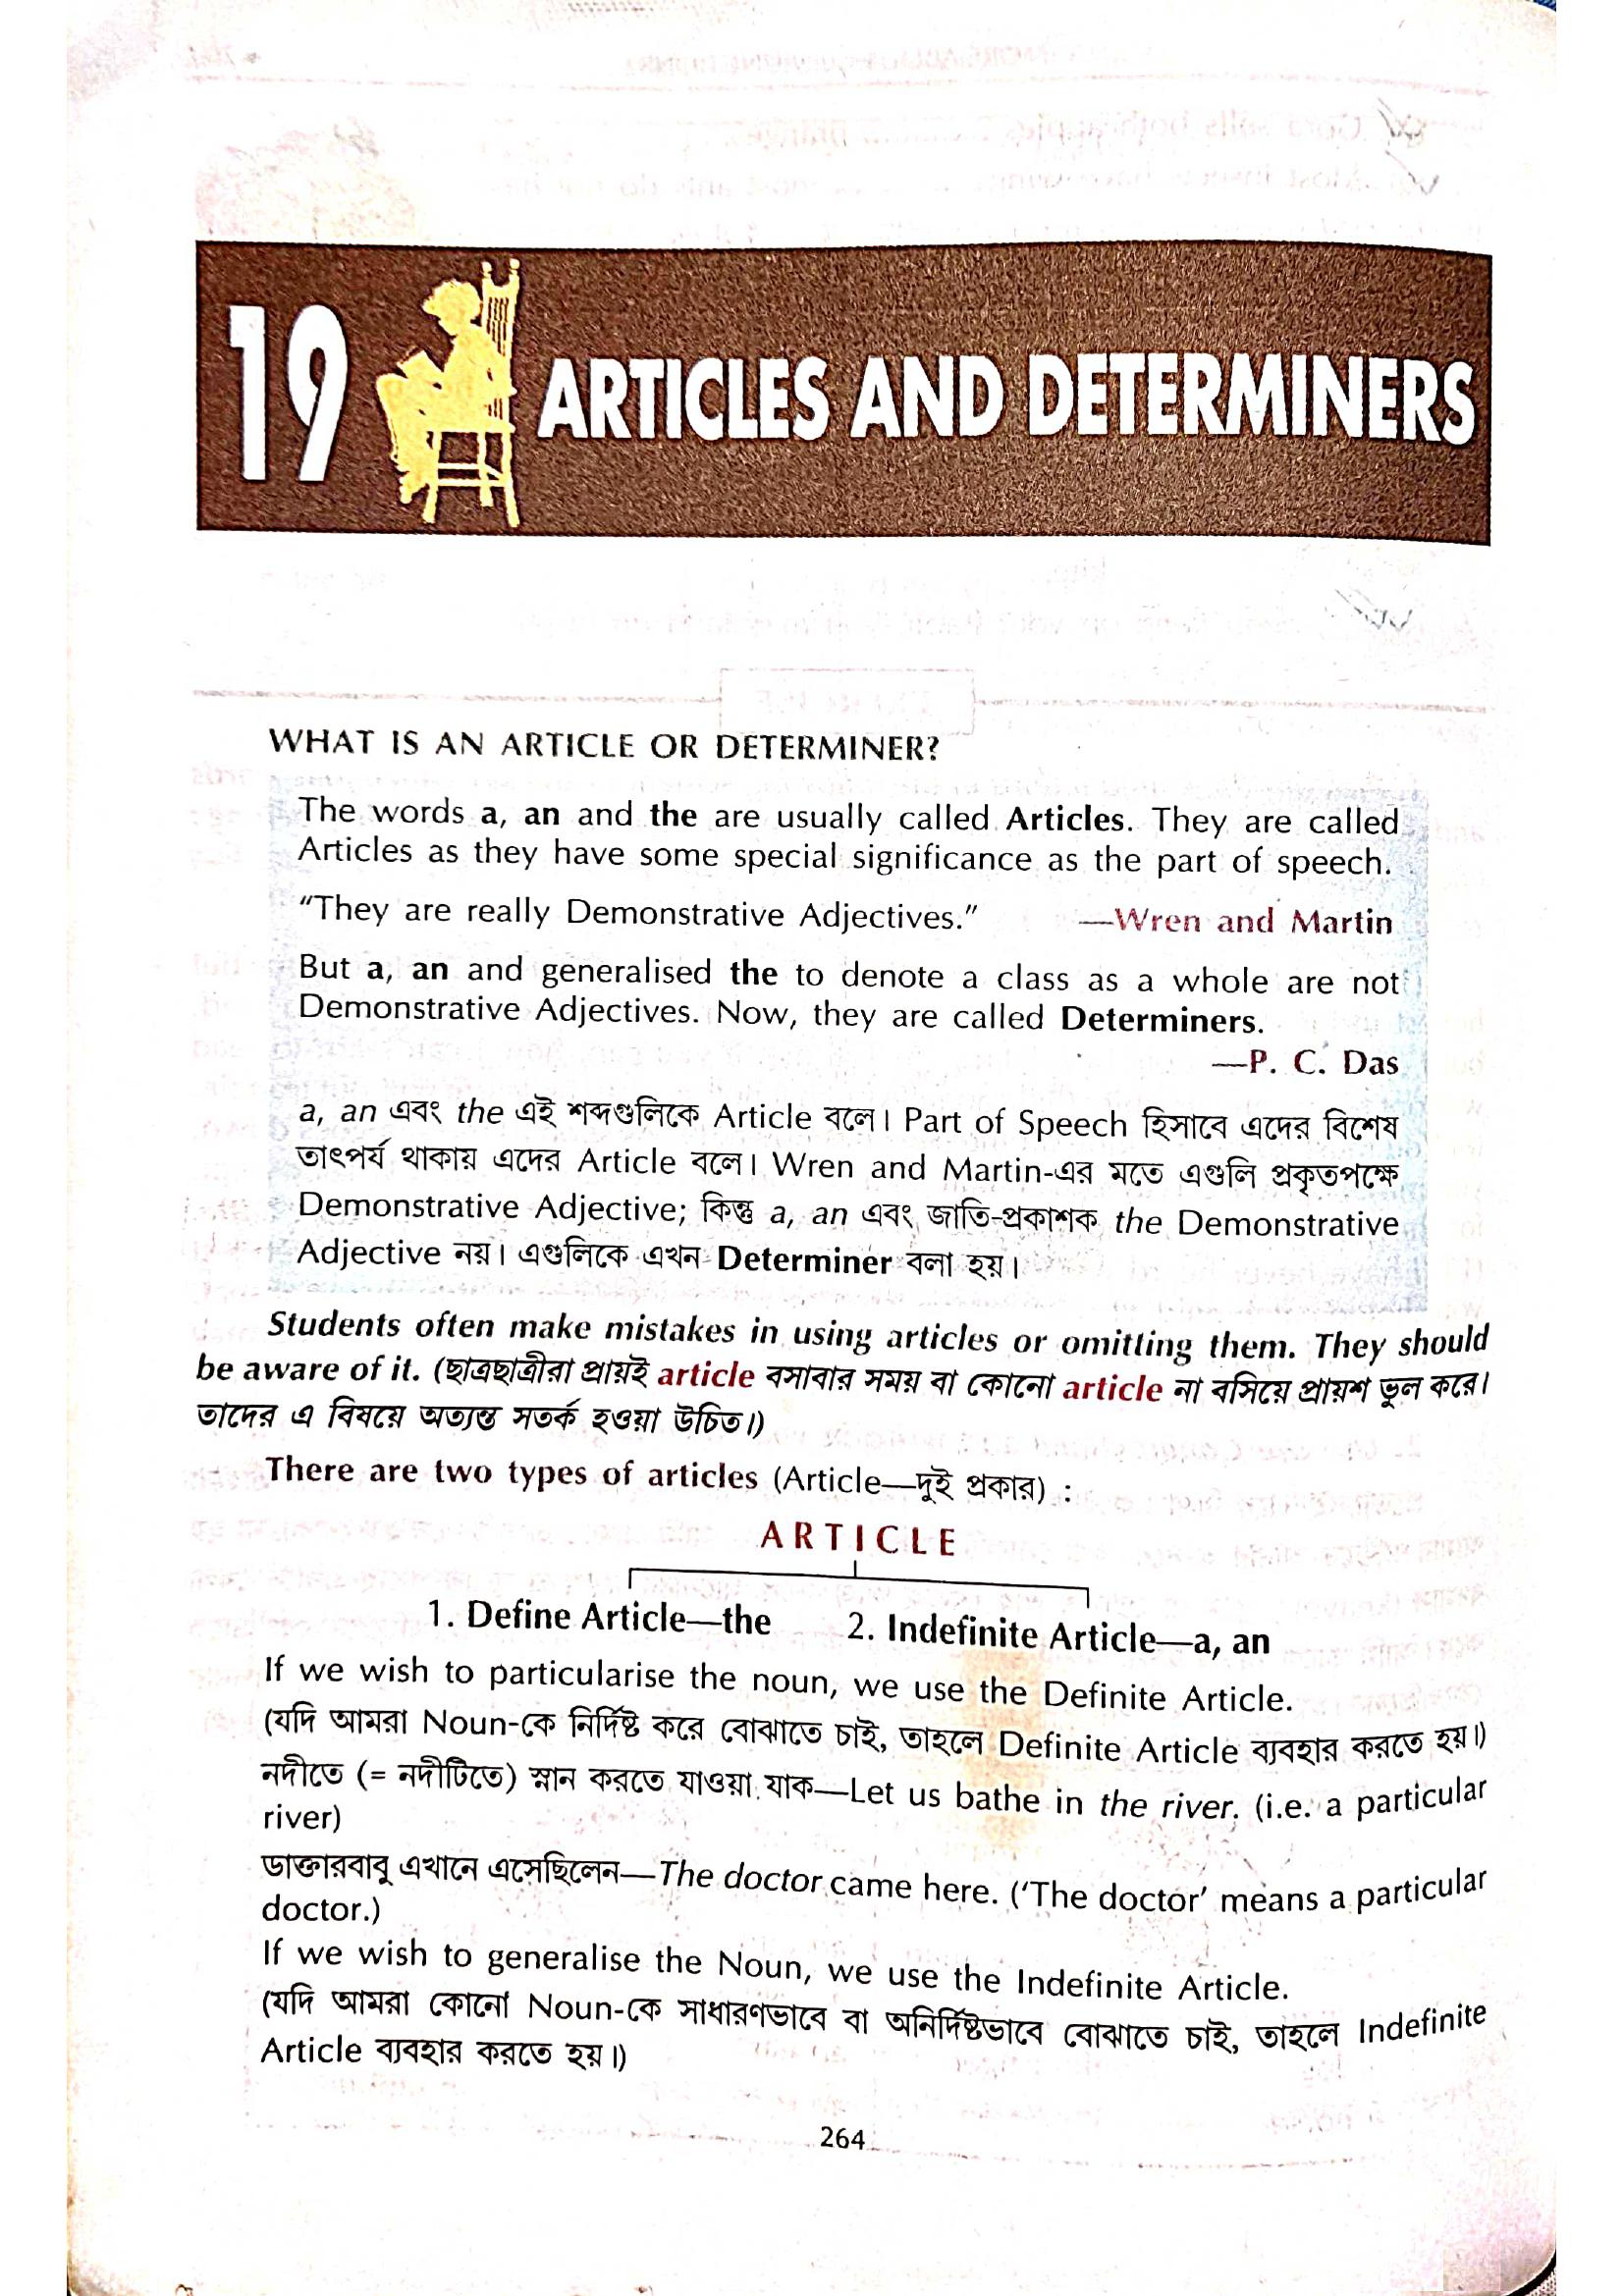 19 ARTICLES AND DETERMINERS
WHAT IS AN ARTICLE OR DETERMINER?
The words a, an and the are usually called Articles. They are called
Articles as they have some special significance as the part of speech.
“They are really Demonstrative Adjectives.” —Wren and Martin
But a, an and generalised the to denote a class as a whole are not
Demonstrative Adjectives. Now, they are called Determiners.
—P. C. Das
a, an এবং the এই শব্দগুলিকে Article বলে। Part of Speech হিসাবে এদের বিশেষ
তাৎপর্য থাকায় এদের Article বলে। Wren and Martin-এর মতে এগুলি প্রকৃতপক্ষে
Demonstrative Adjective; কিন্তু a, an এবং জাতি-প্রকাশক the Demonstrative
Adjective নয়। এগুলিকে এখন Determiner বলা হয়।
Students often make mistakes in using articles or omitting them. They should
be aware of it. (ছাত্রছাত্রীরা প্রায়ই article বসাবার সময় বা কোনো article না বসিয়ে প্রায়শ ভুল করে।
তাদের এ বিষয়ে অত্যন্ত সতর্ক হওয়া উচিত।)
There are two types of articles (Article—দুই প্রকার) :
ARTICLE
1. Define Article—the 2. Indefinite Article—a, an
If we wish to particularise the noun, we use the Definite Article.
(যদি আমরা Noun-কে নির্দিষ্ট করে বোঝাতে চাই, তাহলে Definite Article ব্যবহার করতে হয়।)
নদীতে (= নদীটিতে) স্নান করতে যাওয়া যাক—Let us bathe in the river. (i.e. a particular
river)
ডাক্তারবাবু এখানে এসেছিলেন—The doctor came here. (‘The doctor’ means a particular
doctor.)
If we wish to generalise the Noun, we use the Indefinite Article.
(যদি আমরা কোনো Noun-কে সাধারণভাবে বা অনির্দিষ্টভাবে বোঝাতে চাই, তাহলে Indefinite
Article ব্যবহার করতে হয়।)
264